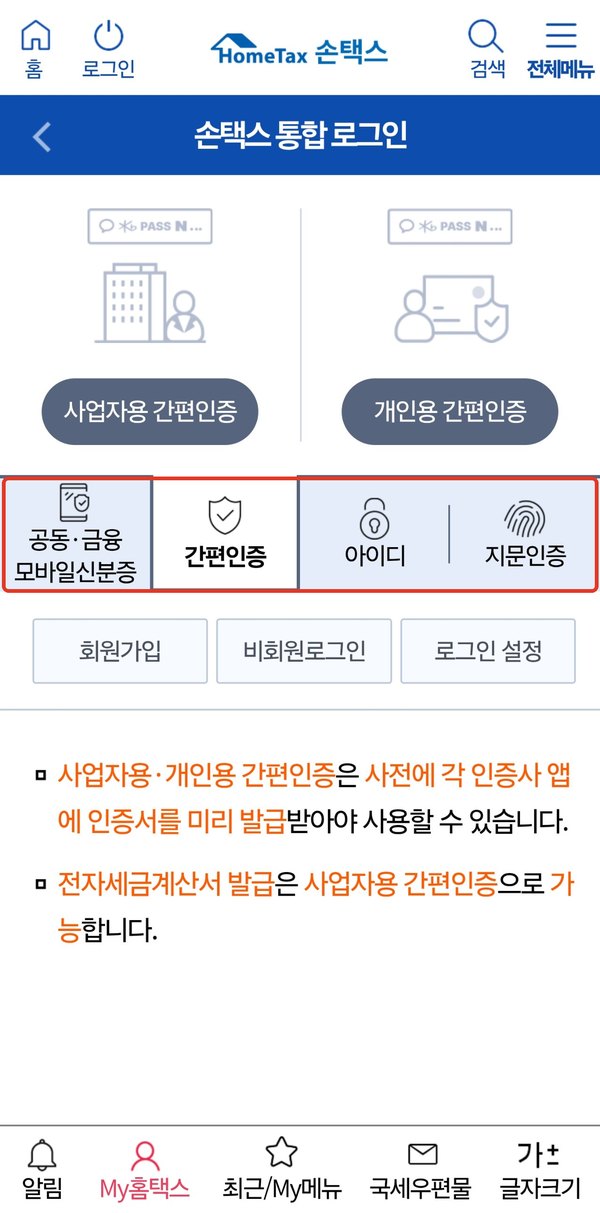 홈
로그인
HomeTax 손택스
검색
전체메뉴
손택스 통합 로그인
PASS N ...
PASS N ...
사업자용 간편인증
개인용 간편인증
공동·금융
모바일신분증
간편인증
아이디
지문인증
회원가입
비회원로그인
로그인 설정
사업자용·개인용 간편인증은 사전에 각 인증사 앱
에 인증서를 미리 발급받아야 사용할 수 있습니다.
전자세금계산서 발급은 사업자용 간편인증으로 가
능합니다.
알림
My홈택스
최근/My메뉴
국세우편물
가±
글자크기